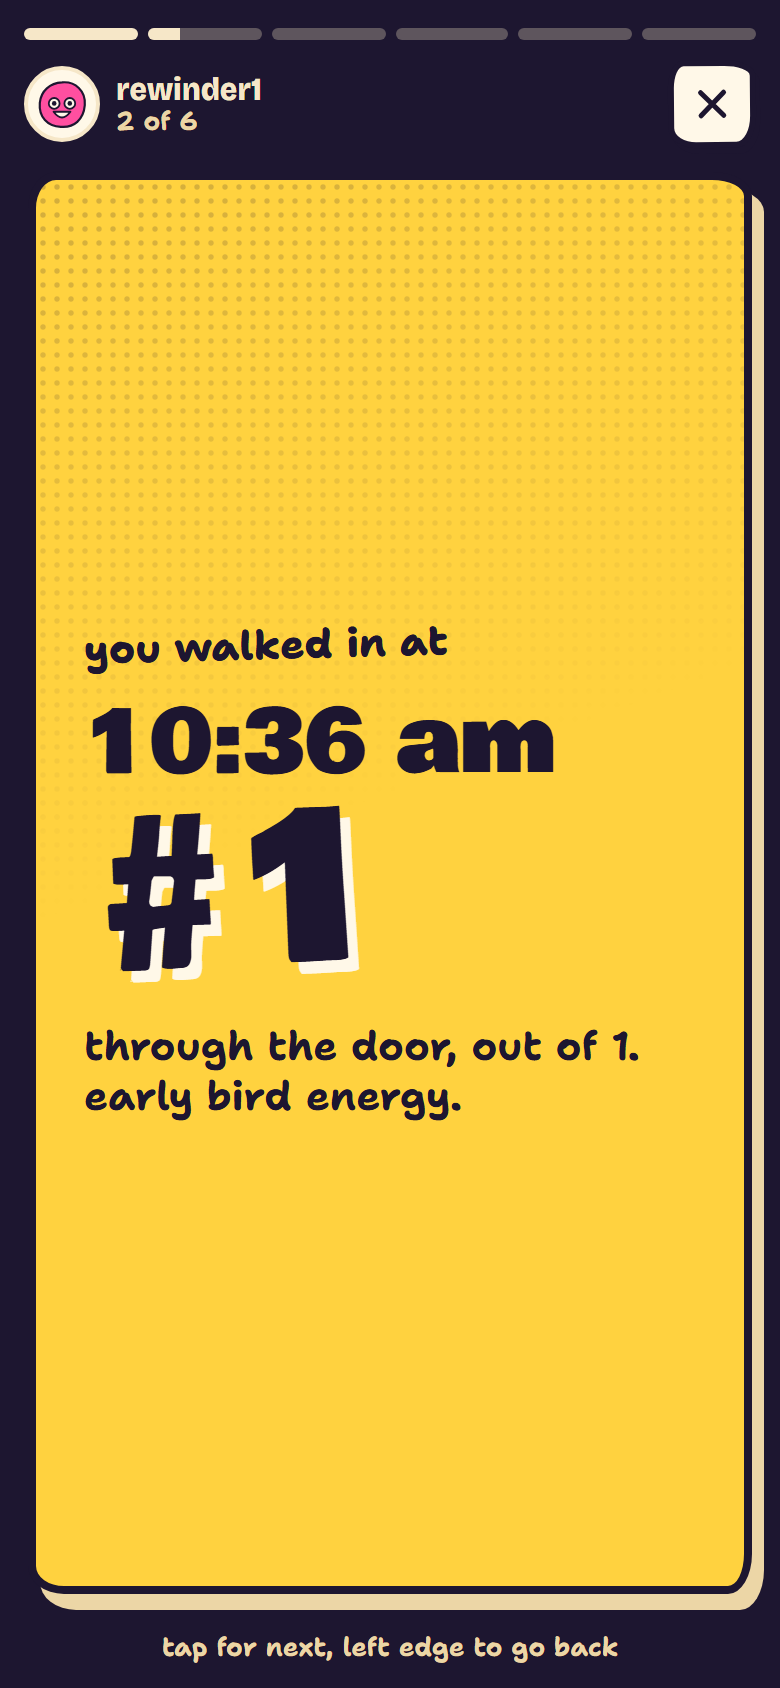 rewinder1
2 of 6
you walked in at
10:36 am
#1
through the door, out of 1.
early bird energy.
tap for next, left edge to go back